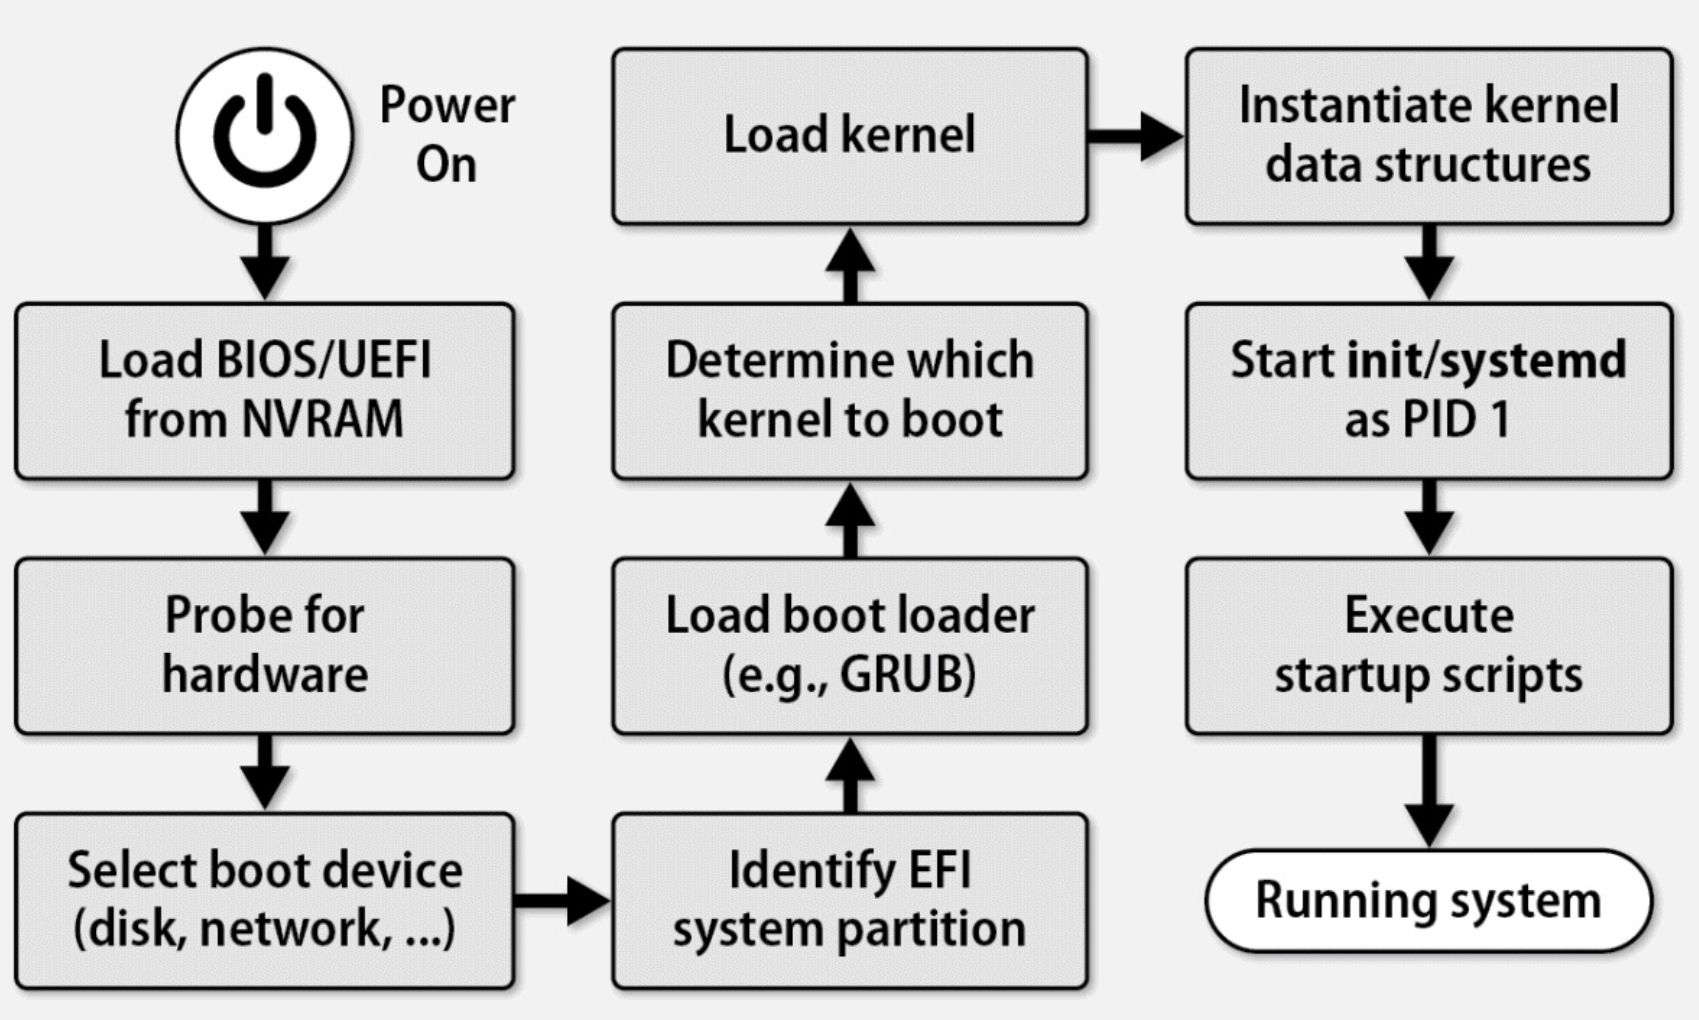 Power
On
Load BIOS/UEFI
from NVRAM
Probe for
hardware
Select boot device
(disk, network, ...)
Identify EFI
system partition
Load boot loader
(e.g., GRUB)
Determine which
kernel to boot
Load kernel
Instantiate kernel
data structures
Start init/systemd
as PID 1
Execute
startup scripts
Running system